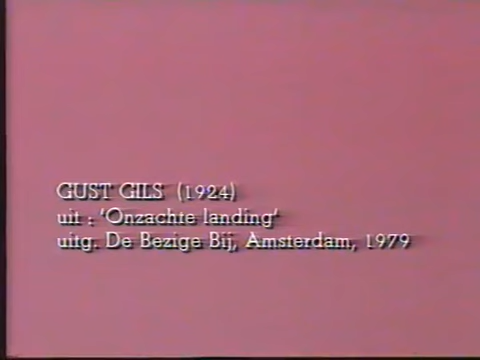 GUST GILS (1924)
uit : 'Onzachte landing'
uitg. De Bezige Bij, Amsterdam, 1979